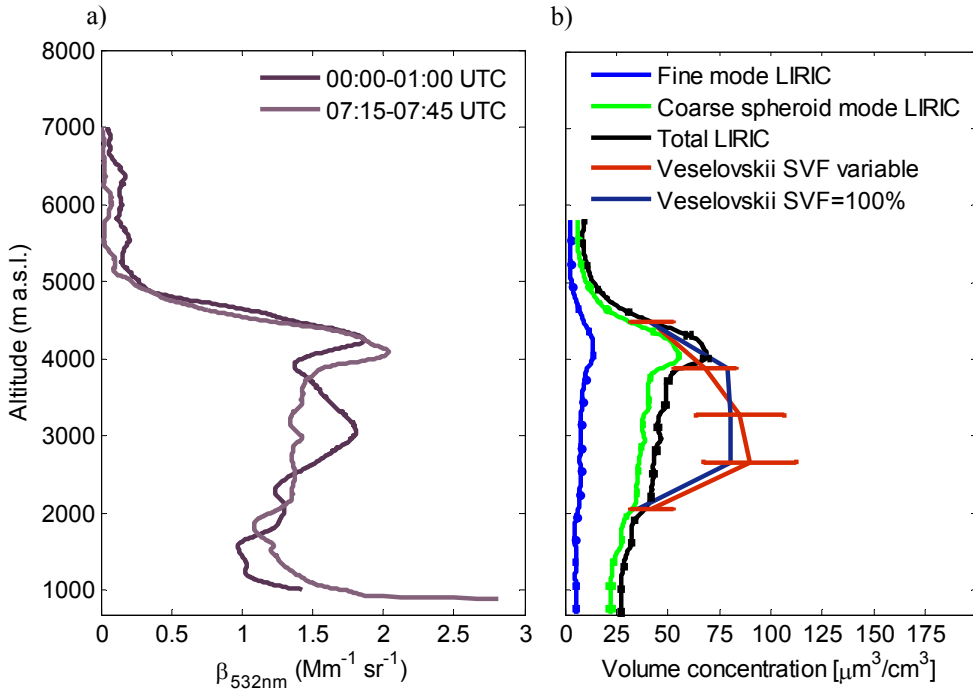 a)
8000
7000
6000
5000
4000
3000
2000
1000
Altitude (m a.s.l.)
00:00-01:00 UTC
07:15-07:45 UTC
0 0.5 1 1.5 2 2.5 3
β532nm (Mm-1 sr-1)
b)
Fine mode LIRIC
Coarse spheroid mode LIRIC
Total LIRIC
Veselovskii SVF variable
Veselovskii SVF=100%
0 25 50 75 100 125 150 175
Volume concentration [μm3/cm3]